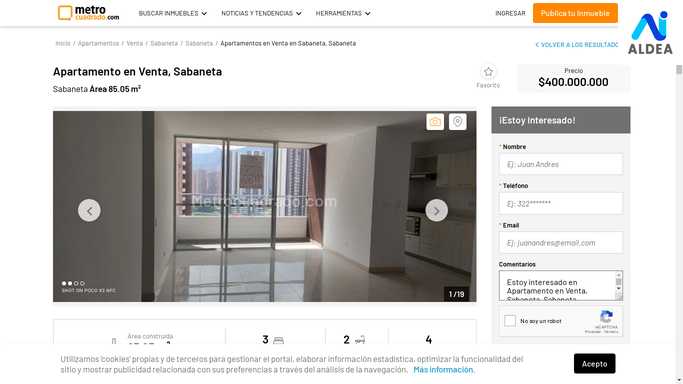 metro
cuadrado.com
BUSCAR INMUEBLES
NOTICIAS Y TENDENCIAS
HERRAMIENTAS
INGRESAR
Publica tu Inmueble
ALDEA
Inicio / Apartamentos / Venta / Sabaneta / Sabaneta / Apartamentos en Venta en Sabaneta, Sabaneta
VOLVER A LOS RESULTADO
Apartamento en Venta, Sabaneta
Sabaneta Área 85.05 m²
Favorito
Precio
$400.000.000
Metrocuadrado.com
SHOT ON POCO X3 NFC
1 /19
¡Estoy Interesado!
* Nombre
Ej: Juan Andres
* Teléfono
Ej: 322*******
* Email
Ej: juanandres@email.com
Comentarios
Estoy interesado en
Apartamento en Venta,
Sabaneta, Sabaneta
No soy un robot
reCAPTCHA
Privacidad - Términos
Área construida
3
2
4
Utilizamos 'cookies' propias y de terceros para gestionar el portal, elaborar información estadística, optimizar la funcionalidad del
sitio y mostrar publicidad relacionada con sus preferencias a través del análisis de la navegación. Más información.
Acepto